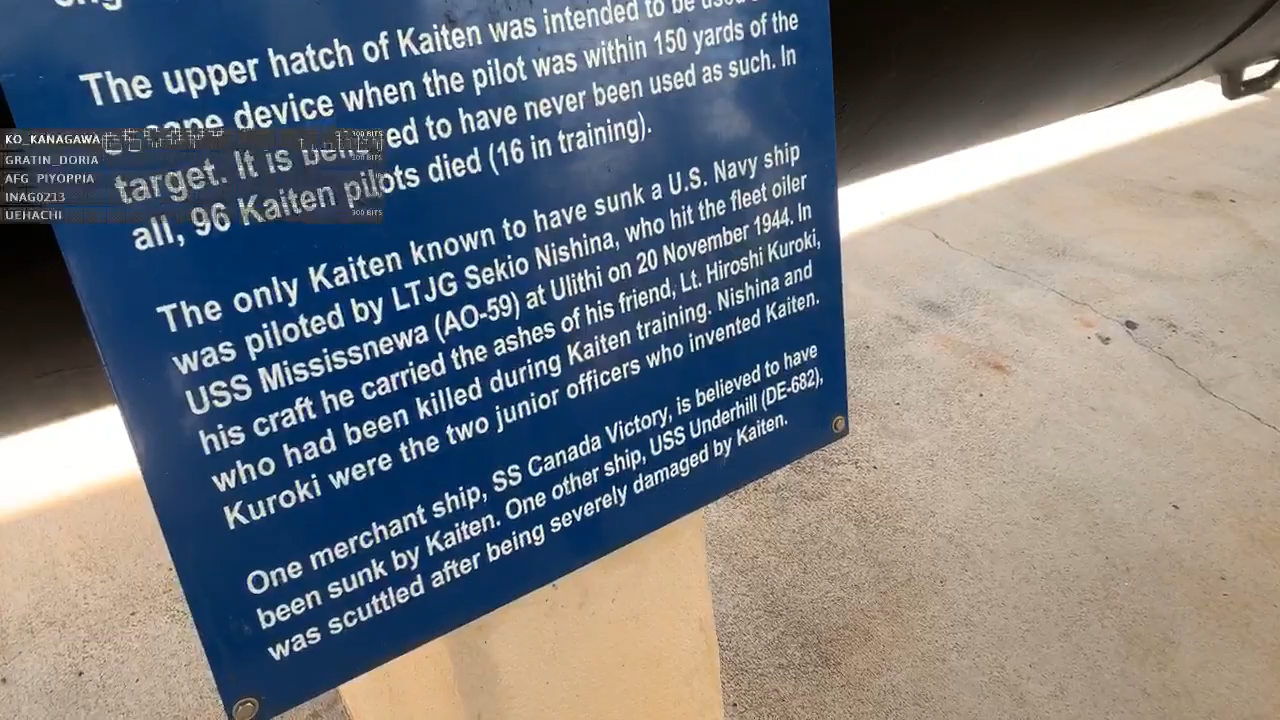 The upper hatch of Kaiten was intended to be
device when the pilot was within 150 yards of the
target. It is believed to have never been used as such. In
all, 96 Kaiten pilots died (16 in training).
The only Kaiten known to have sunk a U.S. Navy ship
was piloted by LTJG Sekio Nishina, who hit the fleet oiler
USS Mississnewa (AO-59) at Ulithi on 20 November 1944. In
his craft he carried the ashes of his friend, Lt. Hiroshi Kuroki,
who had been killed during Kaiten training. Nishina and
Kuroki were the two junior officers who invented Kaiten.
One merchant ship, SS Canada Victory, is believed to have
been sunk by Kaiten. One other ship, USS Underhill (DE-682),
was scuttled after being severely damaged by Kaiten.
KO_KANAGAWA 300 BITS
GRATIN_DORIA 300 BITS
AFG_PIYOPPIA
INAG0213
UEHACHI 300 BITS